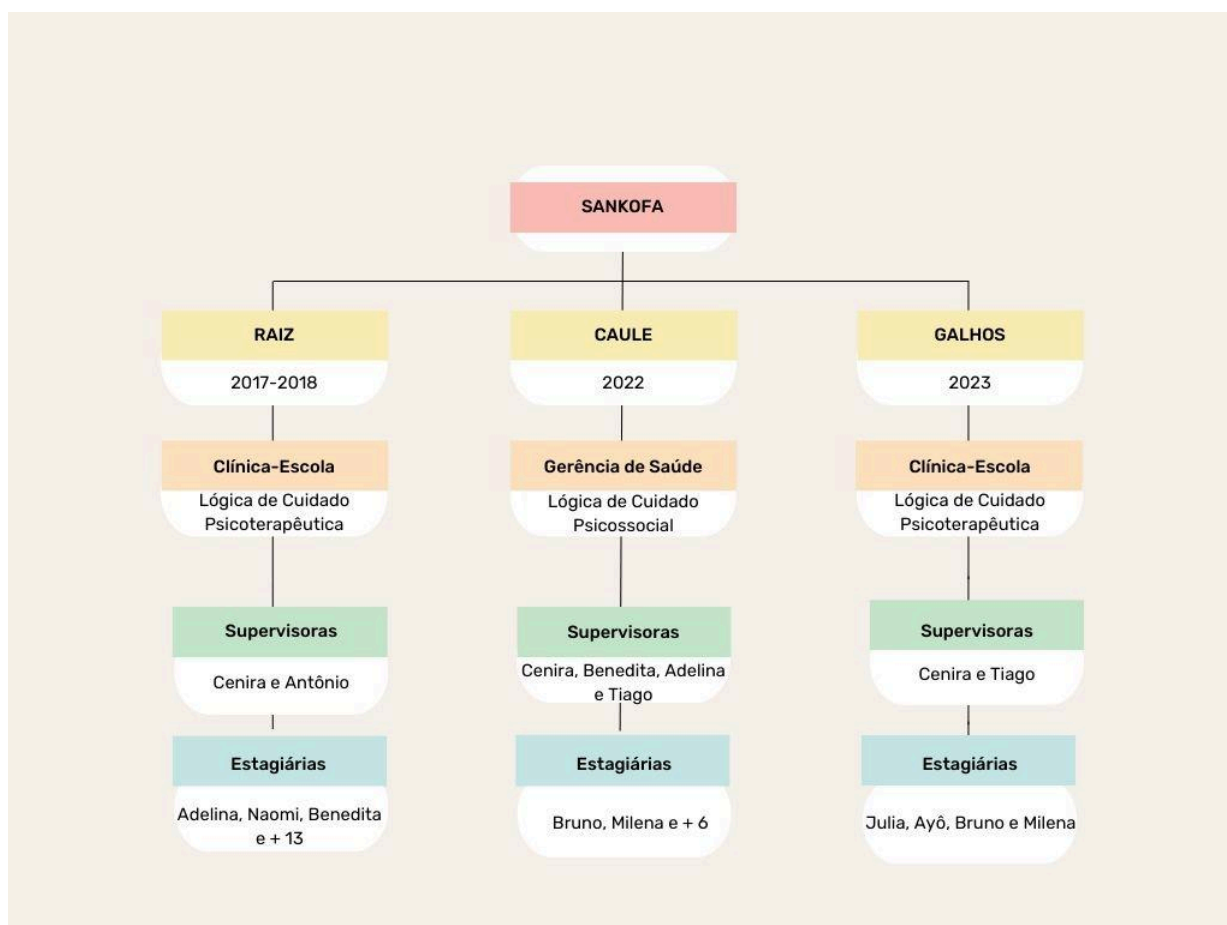 SANKOFA
RAIZ
2017-2018
Clínica-Escola
Lógica de Cuidado
Psicoterapêutica
Supervisoras
Cenira e Antônio
Estagiárias
Adelina, Naomi, Benedita
e + 13
CAULE
2022
Gerência de Saúde
Lógica de Cuidado
Psicossocial
Supervisoras
Cenira, Benedita, Adelina
e Tiago
Estagiárias
Bruno, Milena e + 6
GALHOS
2023
Clínica-Escola
Lógica de Cuidado
Psicoterapêutica
Supervisoras
Cenira e Tiago
Estagiárias
Julia, Ayô, Bruno e Milena